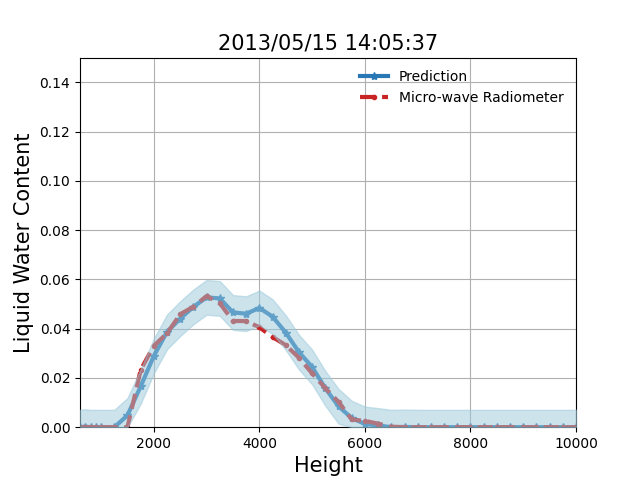 2013/05/15 14:05:37
Prediction
Micro-wave Radiometer
Liquid Water Content
0.14
0.12
0.10
0.08
0.06
0.04
0.02
0.00
2000 4000 6000 8000 10000
Height